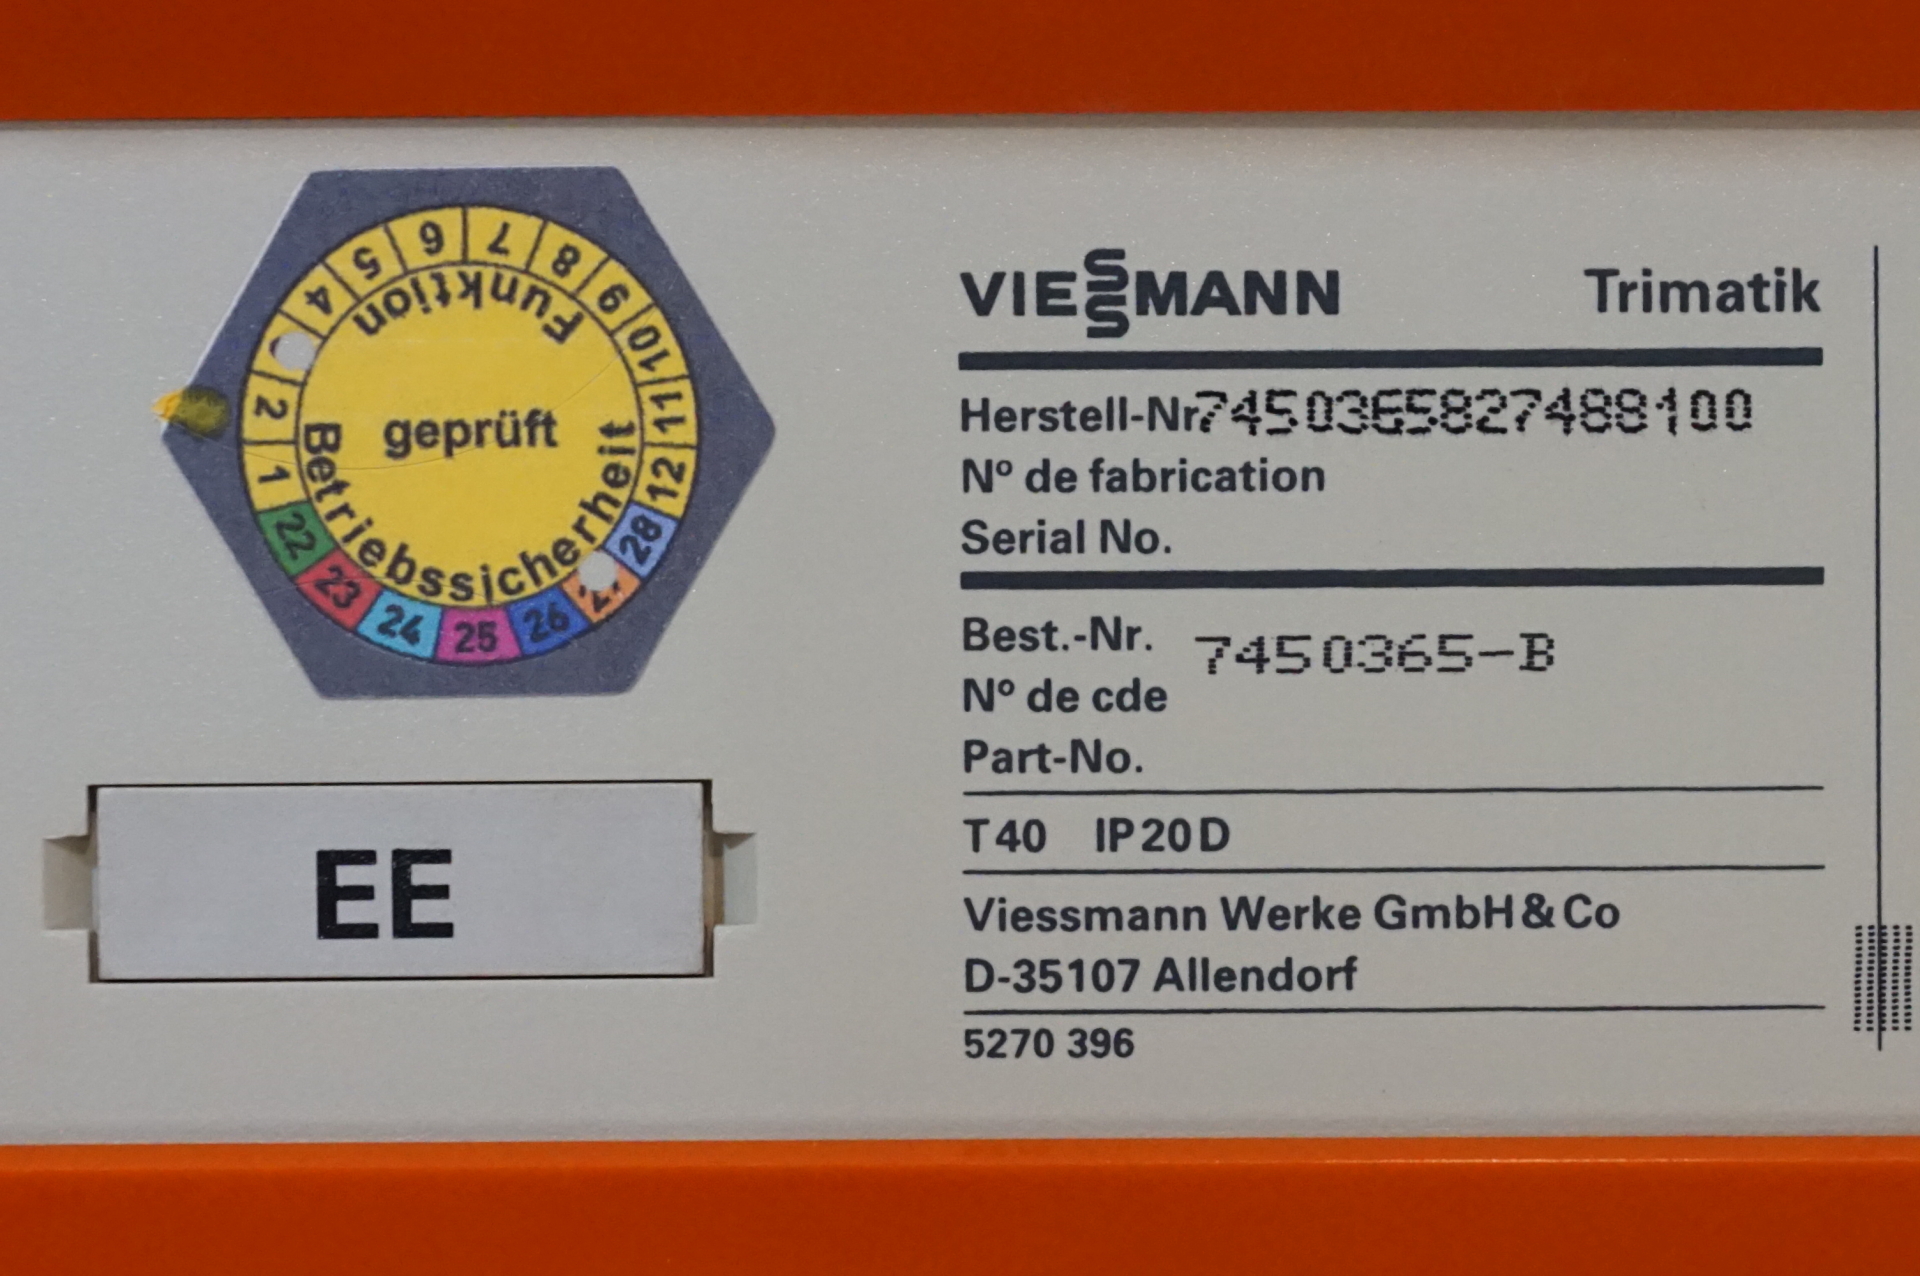 4 5 6 7 8 9 10 11 12
Funktion
geprüft
Betriebssicherheit
2
1
22 23 24 25 26 28
EE
VIESSMANN Trimatik
Herstell-Nr. 7450365827488100
Nº de fabrication
Serial No.
Best.-Nr. 7450365-B
Nº de cde
Part-No.
T40 IP20D
Viessmann Werke GmbH & Co
D-35107 Allendorf
5270 396